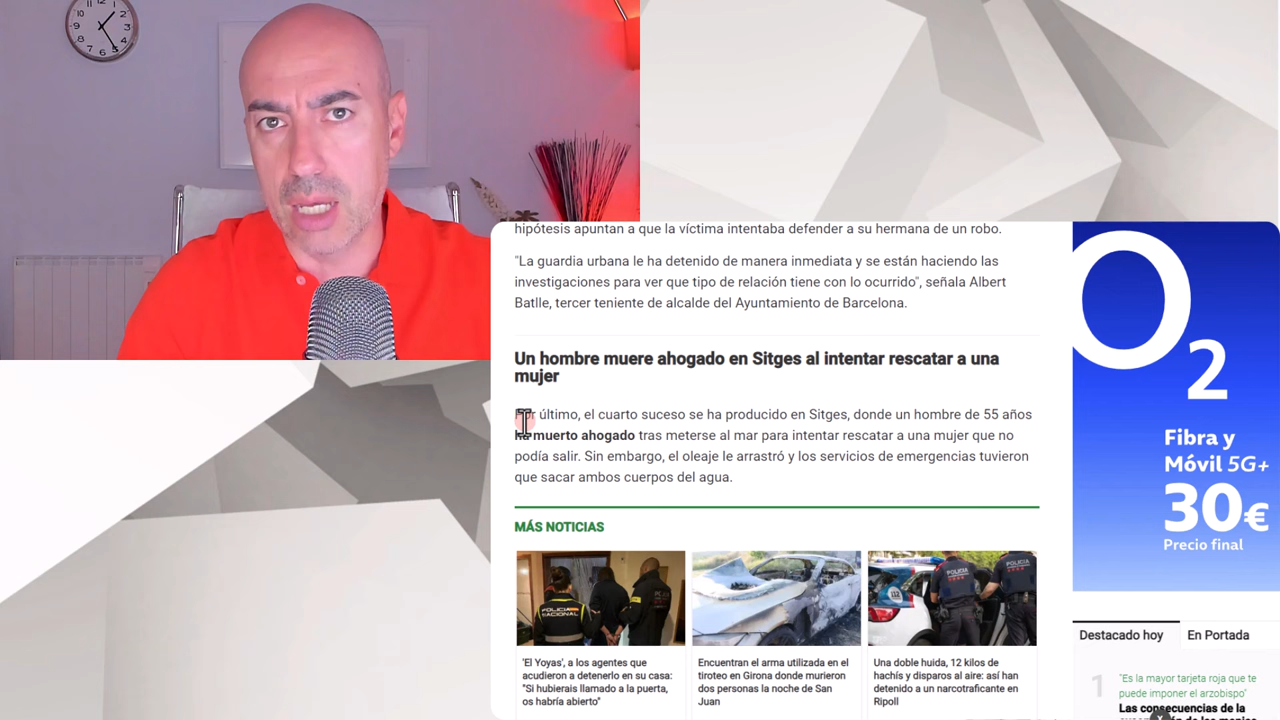 hipótesis apuntan a que la víctima intentaba defender a su hermana de un robo.
"La guardia urbana le ha detenido de manera inmediata y se están haciendo las
investigaciones para ver que tipo de relación tiene con lo ocurrido", señala Albert
Batlle, tercer teniente de alcalde del Ayuntamiento de Barcelona.
Un hombre muere ahogado en Sitges al intentar rescatar a una
mujer
Por último, el cuarto suceso se ha producido en Sitges, donde un hombre de 55 años
ha muerto ahogado tras meterse al mar para intentar rescatar a una mujer que no
podía salir. Sin embargo, el oleaje le arrastró y los servicios de emergencias tuvieron
que sacar ambos cuerpos del agua.
MÁS NOTICIAS
POLICIA
NACIONAL
112
POLICIA
POLICIA
'El Yoyas', a los agentes que
acudieron a detenerlo en su casa:
"Si hubierais llamado a la puerta,
os habría abierto"
Encuentran el arma utilizada en el
tiroteo en Girona donde murieron
dos personas la noche de San
Juan
Una doble huida, 12 kilos de
hachís y disparos al aire: así han
detenido a un narcotraficante en
Ripoll
O2
Fibra y
Móvil 5G+
30€
Precio final
Destacado hoy
En Portada
1
"Es la mayor tarjeta roja que te
puede imponer el arzobispo"
Las consecuencias de la